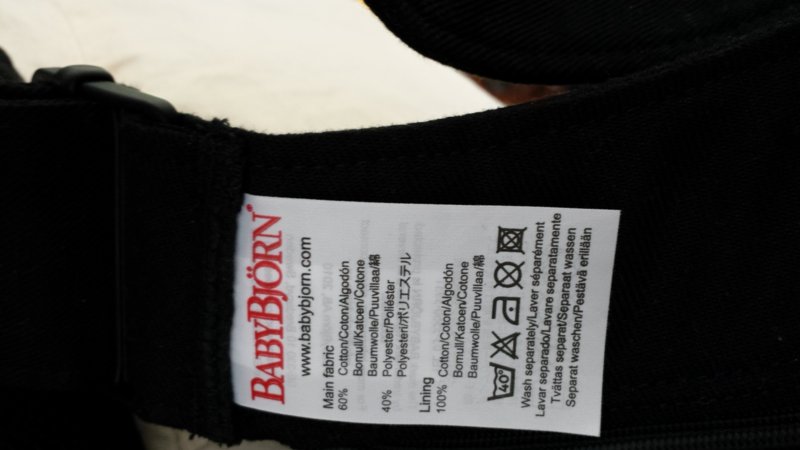 BABYBJÖRN®
www.babybjorn.com
Main fabric
60% Cotton/Coton/Algodón
Bomull/Katoen/Cotone
Baumwolle/Puuvillaa/綿
40% Polyester/Poliéster
Polyesteri/ポリエステル
Lining
100% Cotton/Coton/Algodón
Bomull/Katoen/Cotone
Baumwolle/Puuvillaa/綿
40°
Wash separately/Laver séparément
Lavar separado/Lavare separatamente
Tvättas separat/Separaat wassen
Separat waschen/Pestävä erillään